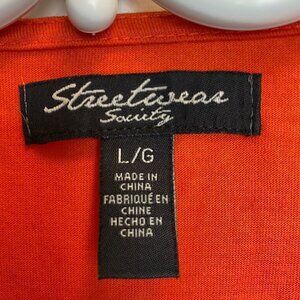 Streetwear
Society
L/G
MADE IN
CHINA
FABRIQUÉ EN
CHINE
HECHO EN
CHINA